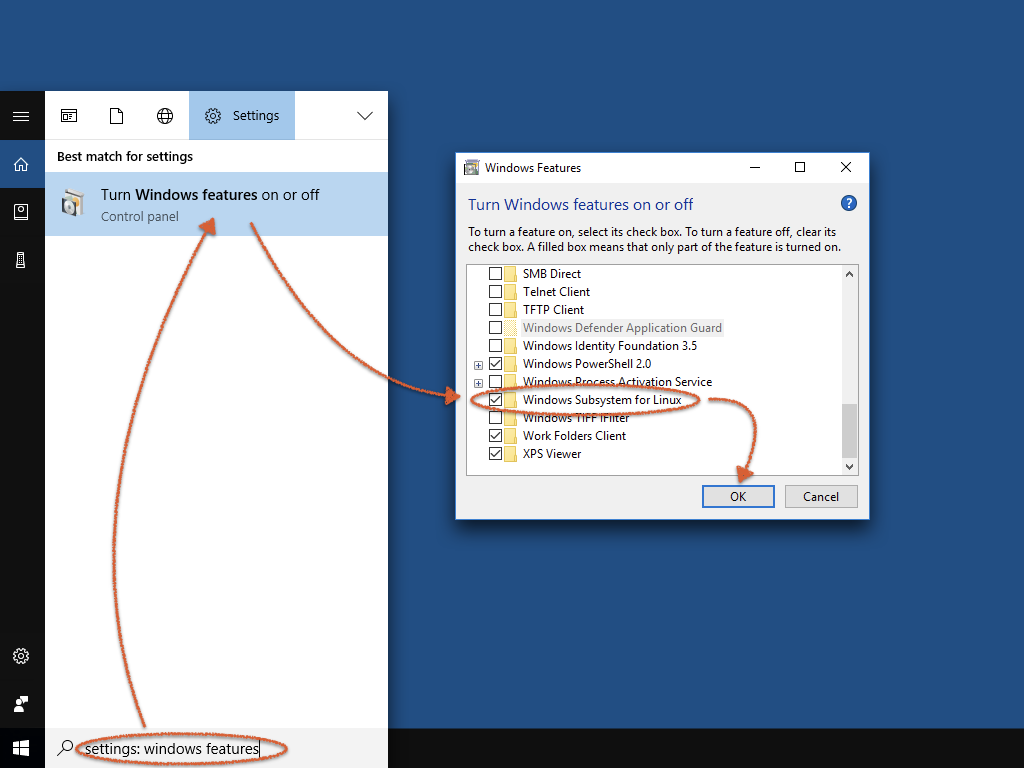 Settings
Best match for settings
Turn Windows features on or off
Control panel
settings: windows features
Windows Features
Turn Windows features on or off
?
To turn a feature on, select its check box. To turn a feature off, clear its
check box. A filled box means that only part of the feature is turned on.
SMB Direct
Telnet Client
TFTP Client
Windows Defender Application Guard
Windows Identity Foundation 3.5
Windows PowerShell 2.0
Windows Process Activation Service
Windows Subsystem for Linux
Windows TIFF IFilter
Work Folders Client
XPS Viewer
OK
Cancel